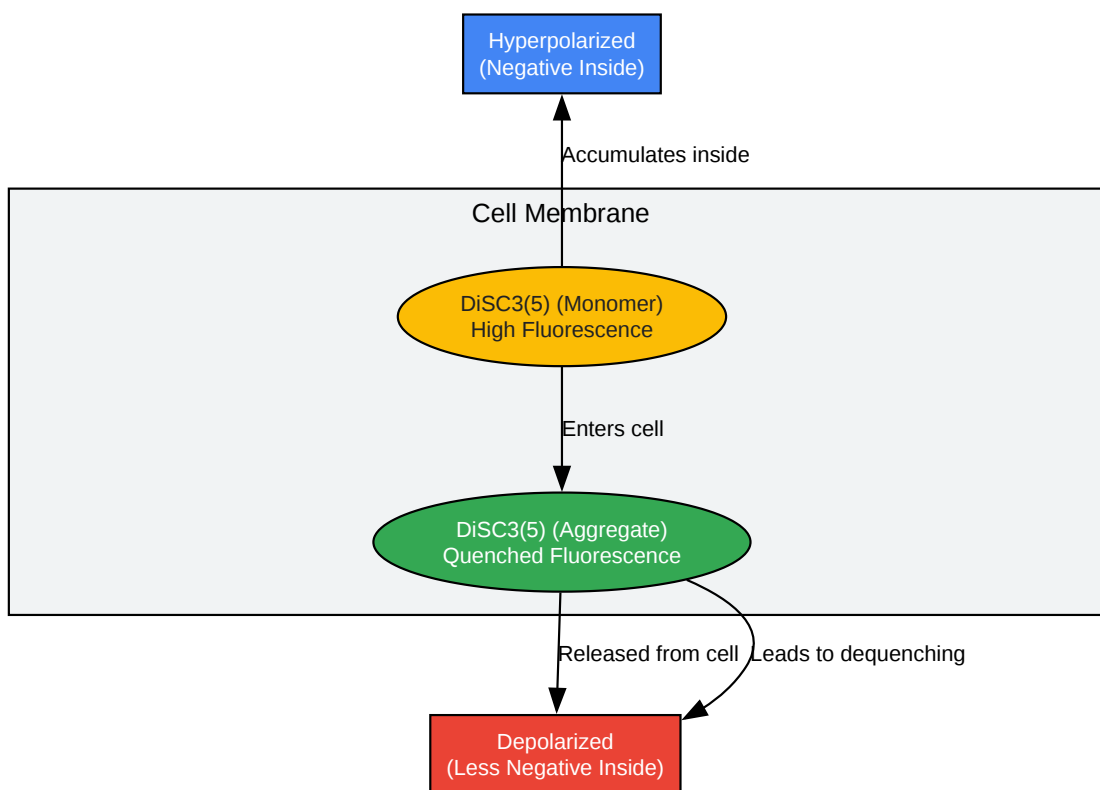 Hyperpolarized
(Negative Inside)
Accumulates inside
Cell Membrane
DiSC3(5) (Monomer)
High Fluorescence
Enters cell
DiSC3(5) (Aggregate)
Quenched Fluorescence
Released from cell
Leads to dequenching
Depolarized
(Less Negative Inside)